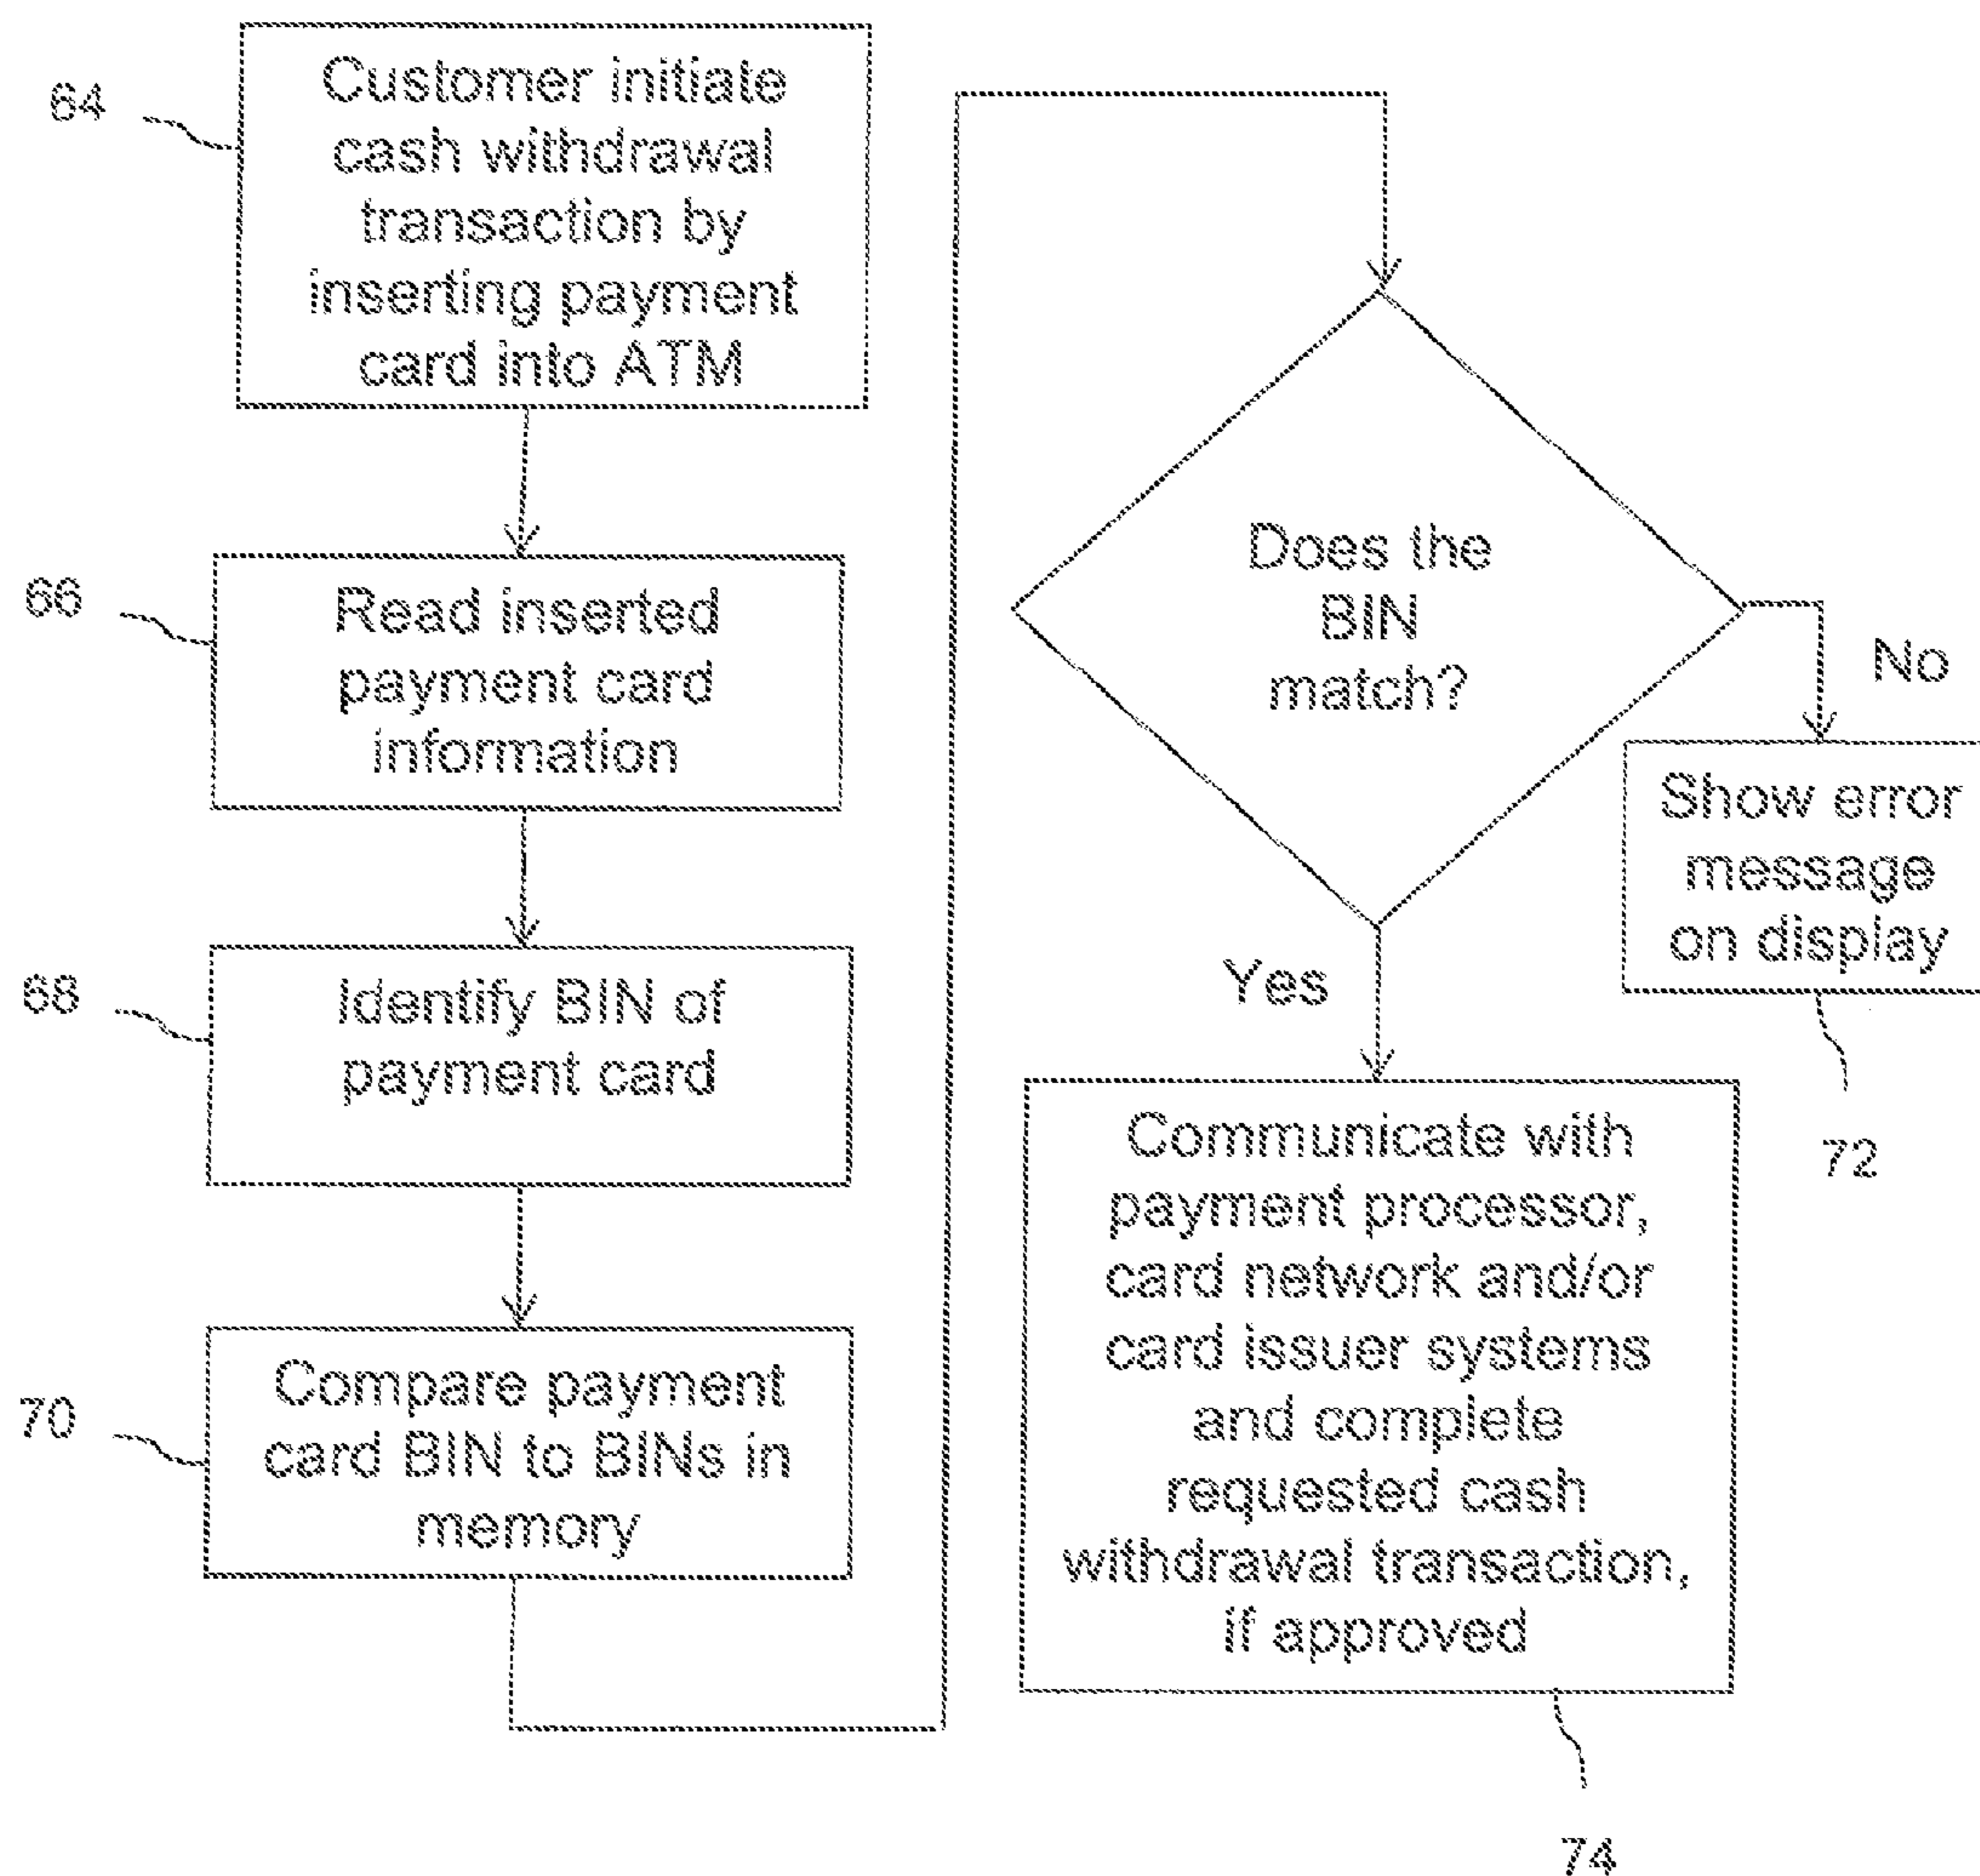 64
Customer initiate
cash withdrawal
transaction by
inserting payment
card into ATM
66
Read inserted
payment card
information
68
Identify BIN of
payment card
70
Compare payment
card BIN to BINs in
memory
Does the
BIN
match?
No
Show error
message
on display
72
Yes
Communicate with
payment processor,
card network and/or
card issuer systems
and complete
requested cash
withdrawal transaction,
if approved
74